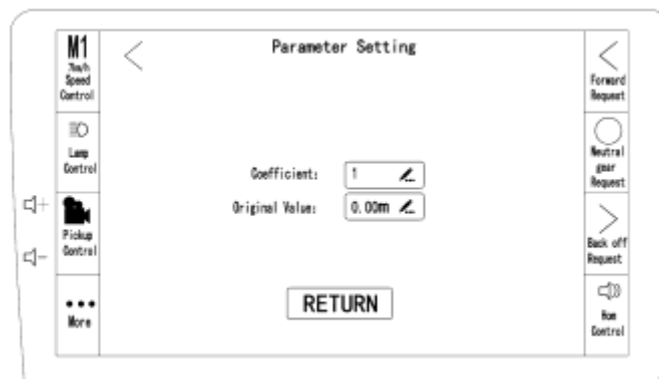 M1
7km/h
Speed
Control
Lamp
Control
Pickup
Control
More
Parameter Setting
Coefficient: 1
Original Value: 0.00m
RETURN
Forward
Request
Neutral
gear
Request
Back off
Request
Control